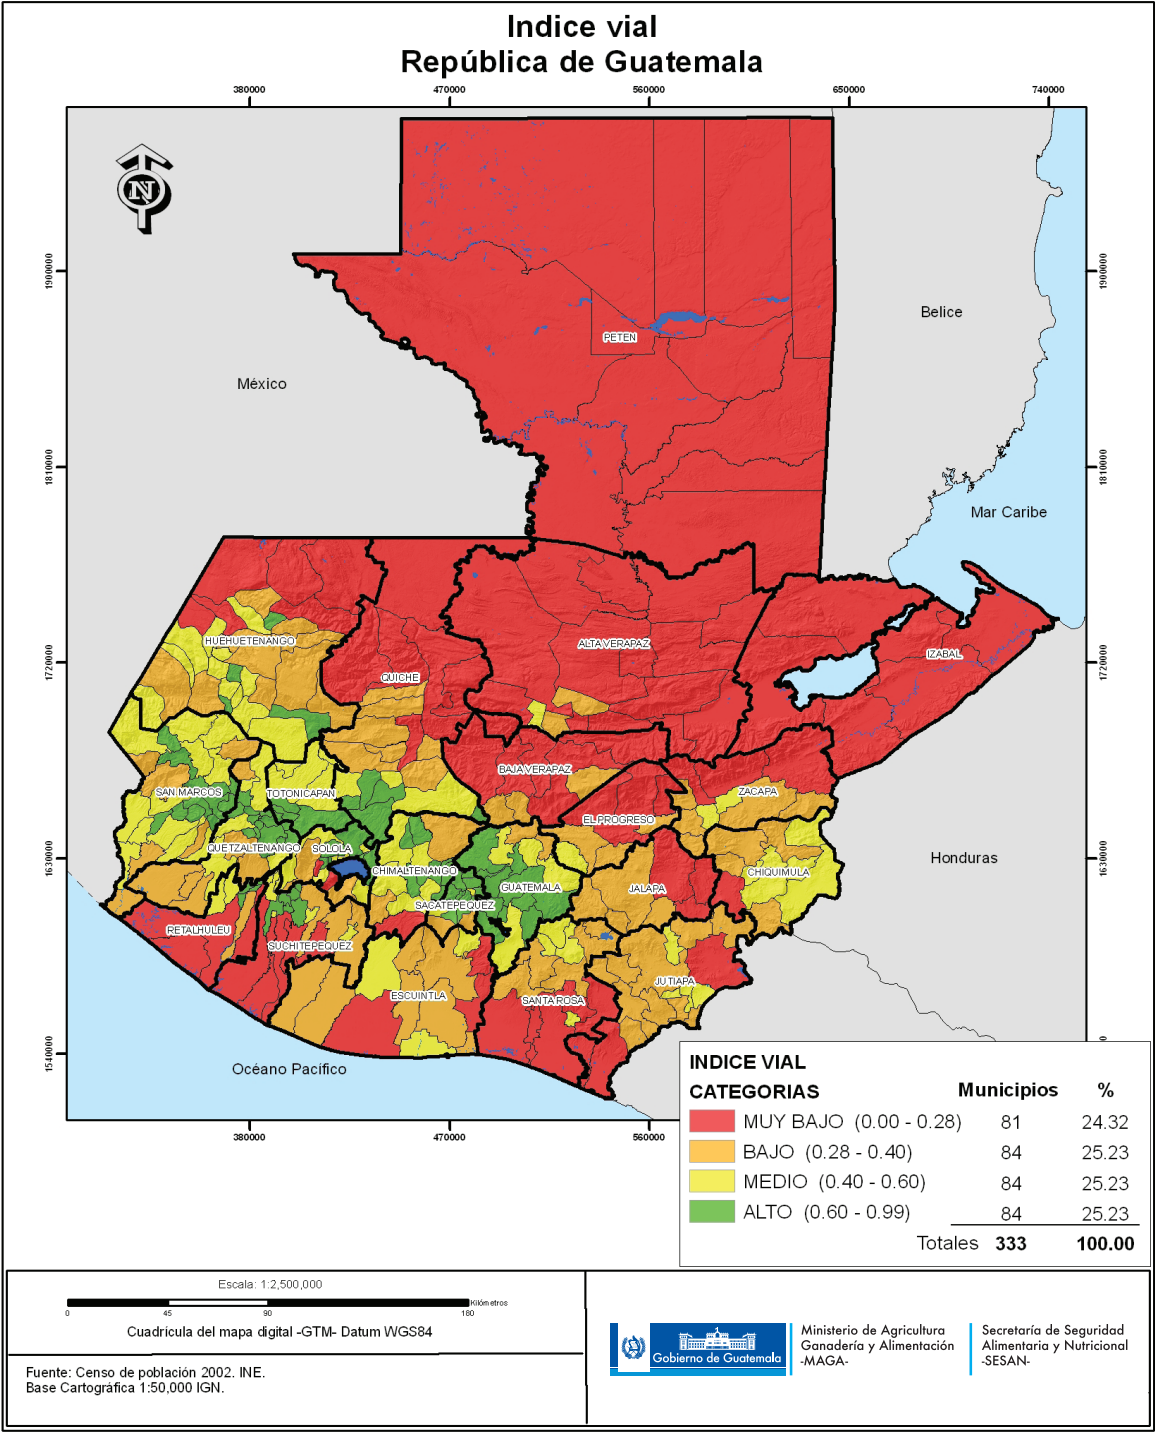 Indice vial
República de Guatemala
380000 470000 560000 650000 740000
N
1900000 1900000
Belice
PETEN
México
1810000 1810000
Mar Caribe
HUEHUETENANGO
ALTA VERAPAZ
IZABAL
1720000 1720000
QUICHE
BAJA VERAPAZ
SAN MARCOS
TOTONICAPAN
ZACAPA
EL PROGRESO
QUETZALTENANGO
SOLOLA
1630000 1630000
Honduras
CHIMALTENANGO
CHIQUIMULA
GUATEMALA
JALAPA
SACATEPEQUEZ
RETALHULEU
SUCHITEPEQUEZ
JUTIAPA
ESCUINTLA
SANTA ROSA
1540000 0
Océano Pacífico
380000 470000 560000
INDICE VIAL
CATEGORIAS Municipios %
MUY BAJO (0.00 - 0.28) 81 24.32
BAJO (0.28 - 0.40) 84 25.23
MEDIO (0.40 - 0.60) 84 25.23
ALTO (0.60 - 0.99) 84 25.23
Totales 333 100.00
Escala: 1:2,500,000
Kilómetros
0 45 90 180
Cuadrícula del mapa digital -GTM- Datum WGS84
Fuente: Censo de población 2002. INE.
Base Cartográfica 1:50,000 IGN.
Gobierno de Guatemala
Ministerio de Agricultura
Ganadería y Alimentación
-MAGA-
Secretaría de Seguridad
Alimentaria y Nutricional
-SESAN-